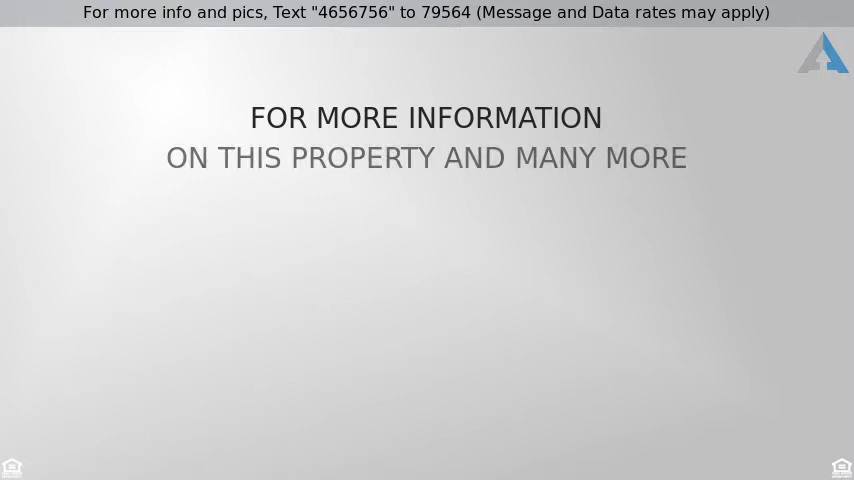 For more info and pics, Text "4656756" to 79564 (Message and Data rates may apply)
FOR MORE INFORMATION
ON THIS PROPERTY AND MANY MORE